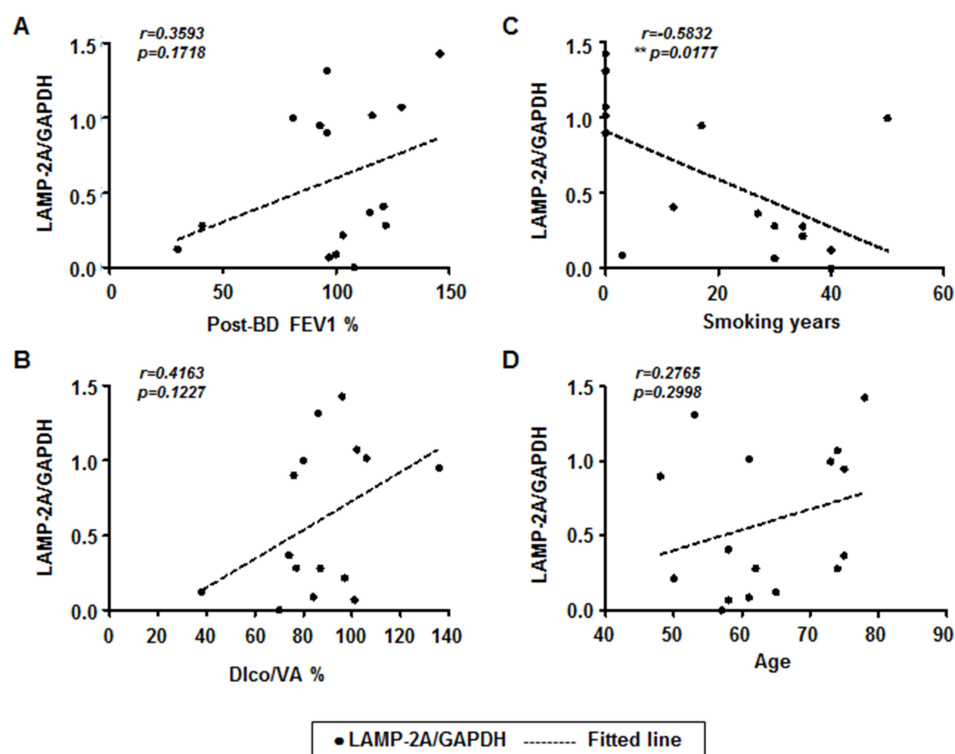 A
r=0.3593
p=0.1718
LAMP-2A/GAPDH
1.5
1.0
0.5
0.0
0 50 100 150
Post-BD FEV1 %
C
r=-0.5832
** p=0.0177
LAMP-2A/GAPDH
1.5
1.0
0.5
0.0
0 20 40 60
Smoking years
B
r=0.4163
p=0.1227
LAMP-2A/GAPDH
1.5
1.0
0.5
0.0
0 20 40 60 80 100 120 140
Dlco/VA %
D
r=0.2765
p=0.2998
LAMP-2A/GAPDH
1.5
1.0
0.5
0.0
40 50 60 70 80 90
Age
LAMP-2A/GAPDH Fitted line